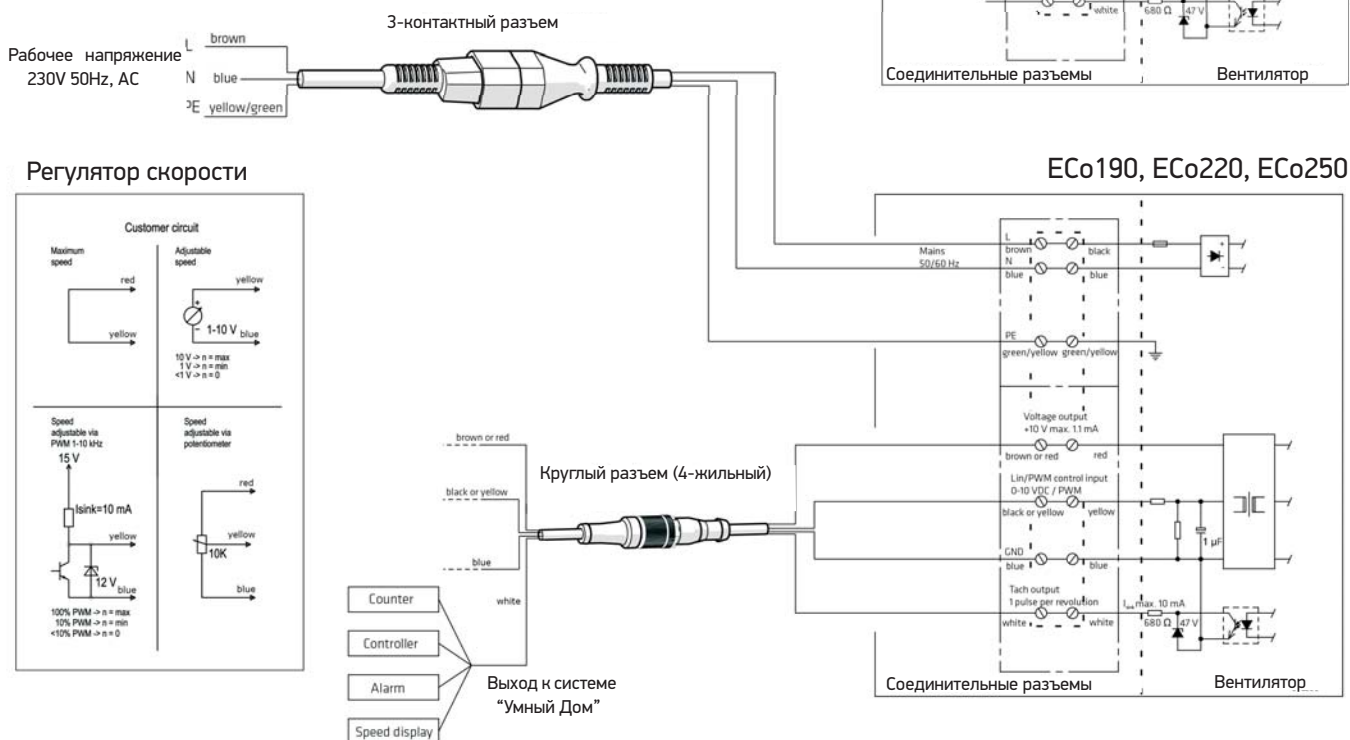 white
680 Ω
47 V
Соединительные разъемы
Вентилятор
3-контактный разъем
Рабочее напряжение
230V 50Hz, AC
L brown
N blue
PE yellow/green
Регулятор скорости
Customer circuit
Maximum
speed
red
yellow
Adjustable
speed
yellow
+
1-10 V
−
blue
10 V -> n = max
1 V -> n = min
<1 V -> n = 0
Speed
adjustable via
PWM 1-10 kHz
15 V
Isink=10 mA
yellow
12 V
blue
100% PWM -> n = max
10% PWM -> n = min
<10% PWM -> n = 0
Speed
adjustable via
potentiometer
red
yellow
10K
blue
ECo190, ECo220, ECo250
Mains
50/60 Hz
L
brown
black
N
blue
blue
+
-
PE
green/yellow green/yellow
Voltage output
+10 V max. 1.1 mA
brown or red
red
Lin/PWM control input
0-10 VDC / PWM
black or yellow
yellow
1 µF
GND
blue
blue
Tach output
1 pulse per revolution
white
white
max. 10 mA
680 Ω
47 V
Соединительные разъемы
Вентилятор
brown or red
black or yellow
blue
white
Круглый разъем (4-жильный)
Counter
Controller
Alarm
Speed display
Выход к системе
“Умный Дом”